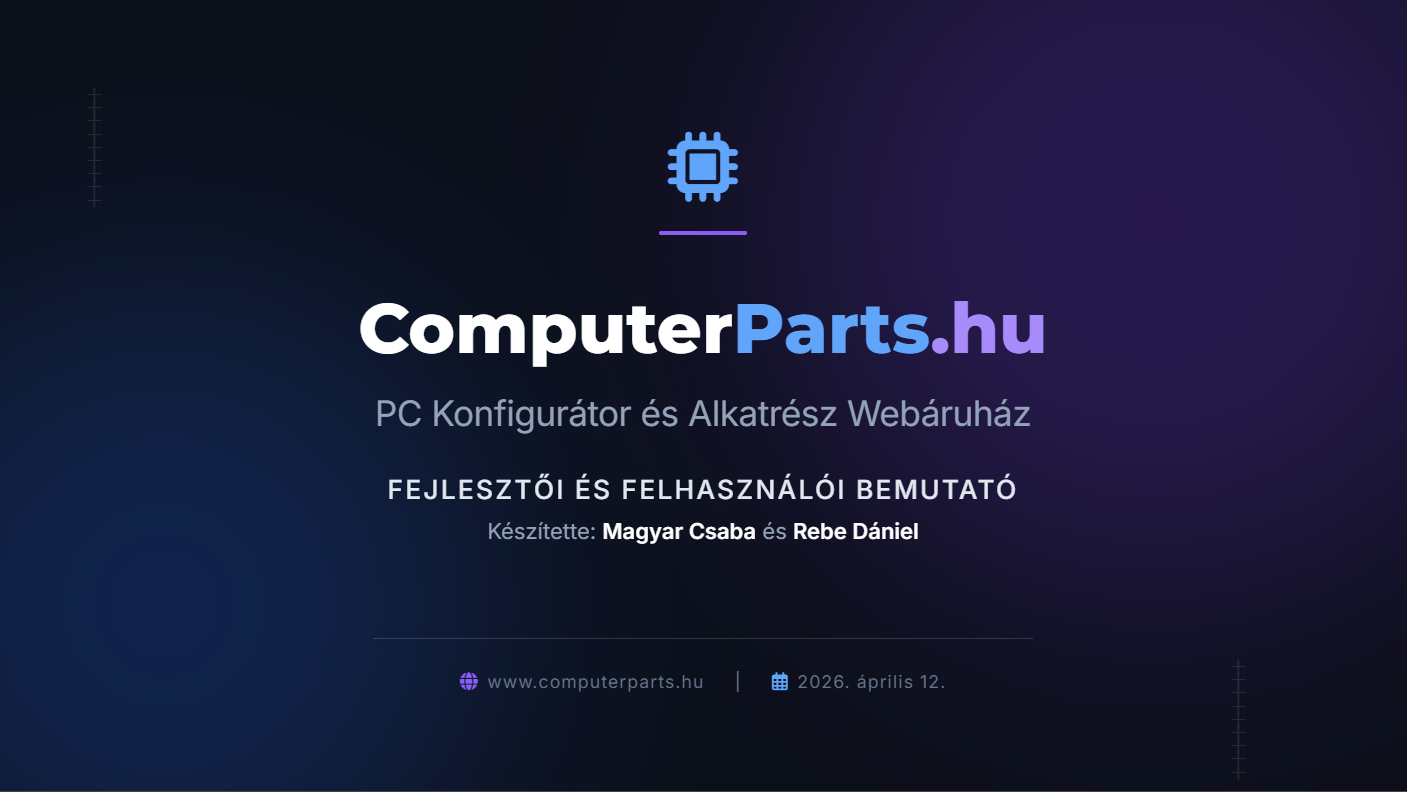 ComputerParts.hu
PC Konfigurátor és Alkatrész Webáruház
FEJLESZTŐI ÉS FELHASZNÁLÓI BEMUTATÓ
Készítette: Magyar Csaba és Rebe Dániel
www.computerparts.hu | 2026. április 12.